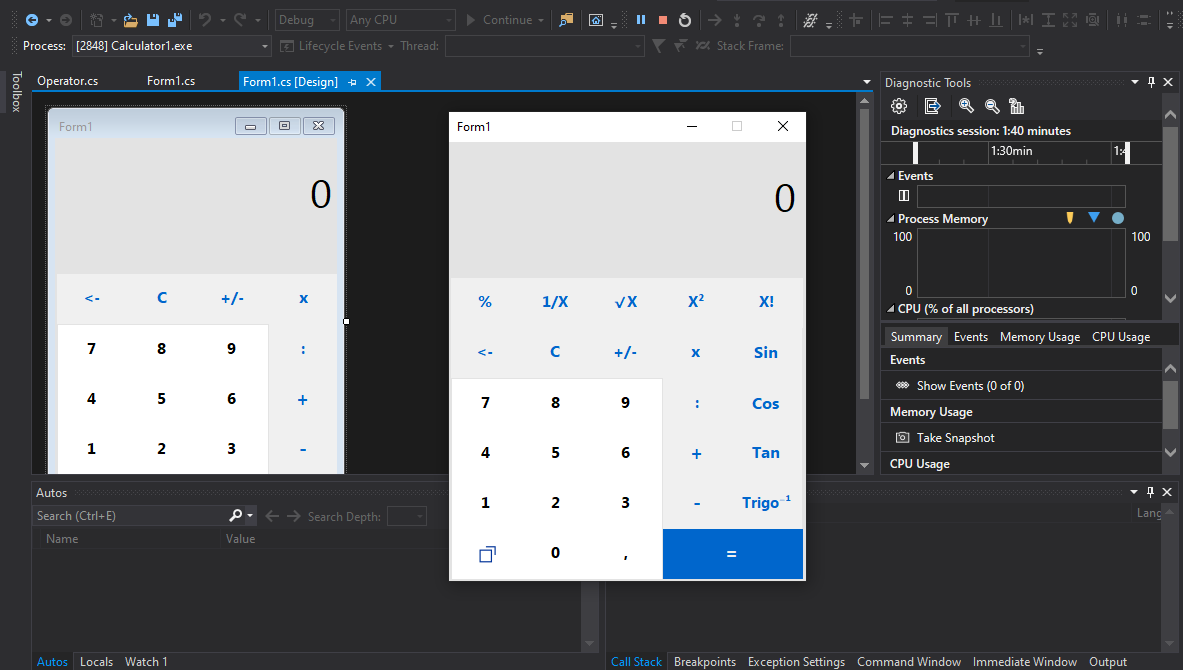 Debug Any CPU Continue
Process: [2848] Calculator1.exe Lifecycle Events Thread: Stack Frame:
Toolbox
Operator.cs Form1.cs Form1.cs [Design]
Form1
0
<- C +/- x
7 8 9 :
4 5 6 +
1 2 3 -
Form1
0
% 1/X √X X² X!
<- C +/- x Sin
7 8 9 : Cos
4 5 6 + Tan
1 2 3 - Trigo⁻¹
0 , =
Diagnostic Tools
Diagnostics session: 1:40 minutes
1:30min
Events
Process Memory
100 100
0 0
CPU (% of all processors)
Summary Events Memory Usage CPU Usage
Events
Show Events (0 of 0)
Memory Usage
Take Snapshot
CPU Usage
Autos
Search (Ctrl+E) Search Depth:
Name Value
Lang
Autos Locals Watch 1
Call Stack Breakpoints Exception Settings Command Window Immediate Window Output